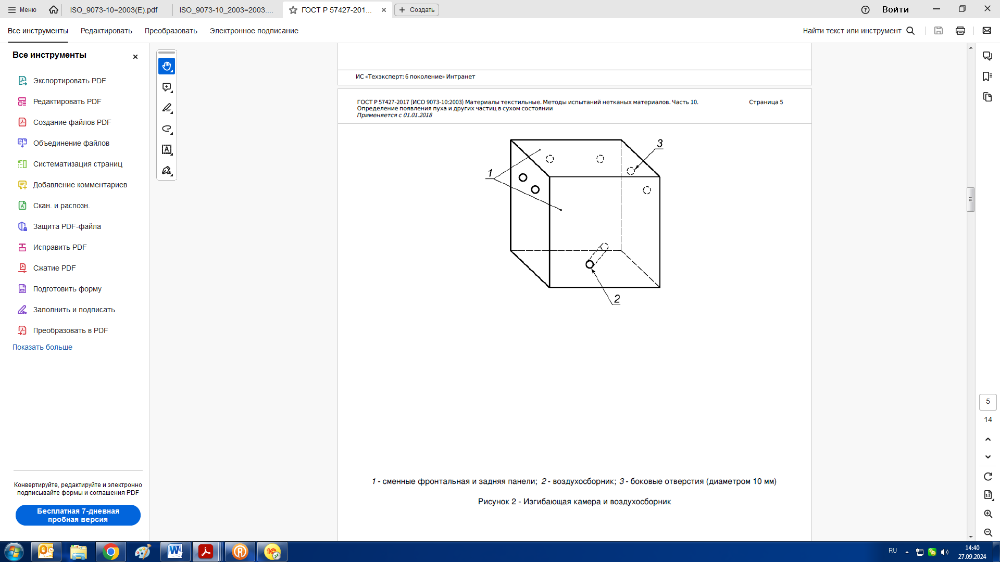 ISO_9073-10=2003(E).pdf
ISO_9073-10_2003=2003....
ГОСТ Р 57427-201...
Создать
Меню
Войти
Все инструменты
Редактировать
Преобразовать
Электронное подписание
Найти текст или инструмент
Все инструменты
Экспортировать PDF
Редактировать PDF
Создание файлов PDF
Объединение файлов
Систематизация страниц
Добавление комментариев
Скан. и распозн.
Защита PDF-файла
Исправить PDF
Сжатие PDF
Подготовить форму
Заполнить и подписать
Преобразовать в PDF
Показать больше
Конвертируйте, редактируйте и электронно
подписывайте формы и соглашения PDF
Бесплатная 7-дневная
пробная версия
ИС «Техэксперт: 6 поколение» Интранет
ГОСТ Р 57427-2017 (ИСО 9073-10:2003) Материалы текстильные. Методы испытаний нетканых материалов. Часть 10.
Определение появления пуха и других частиц в сухом состоянии
Применяется с 01.01.2018
Страница 5
3
1
2
1 - сменные фронтальная и задняя панели; 2 - воздухосборник; 3 - боковые отверстия (диаметром 10 мм)
Рисунок 2 - Изгибающая камера и воздухосборник
5
14
1:1
RU
14:40
27.09.2024